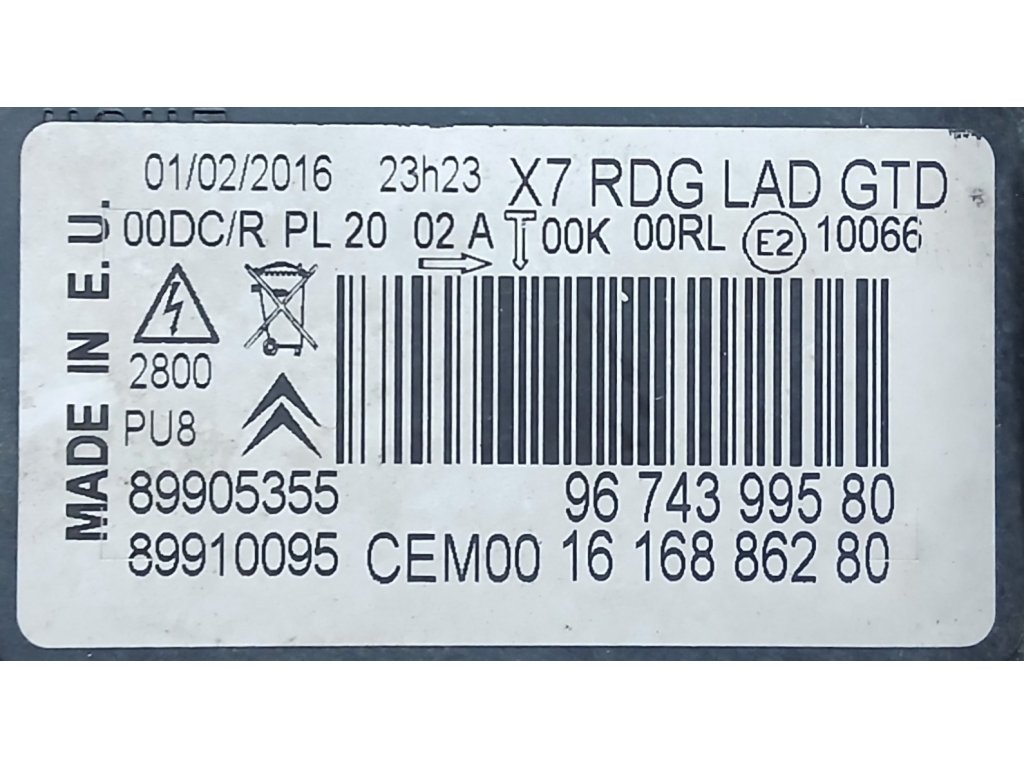 01/02/2016 23h23 X7 RDG LAD GTD
00DC/R PL 20 02 A 00K 00RL E2 10066
MADE IN E.U.
2800
PU8
89905355 96 743 995 80
89910095 CEM00 16 168 862 80